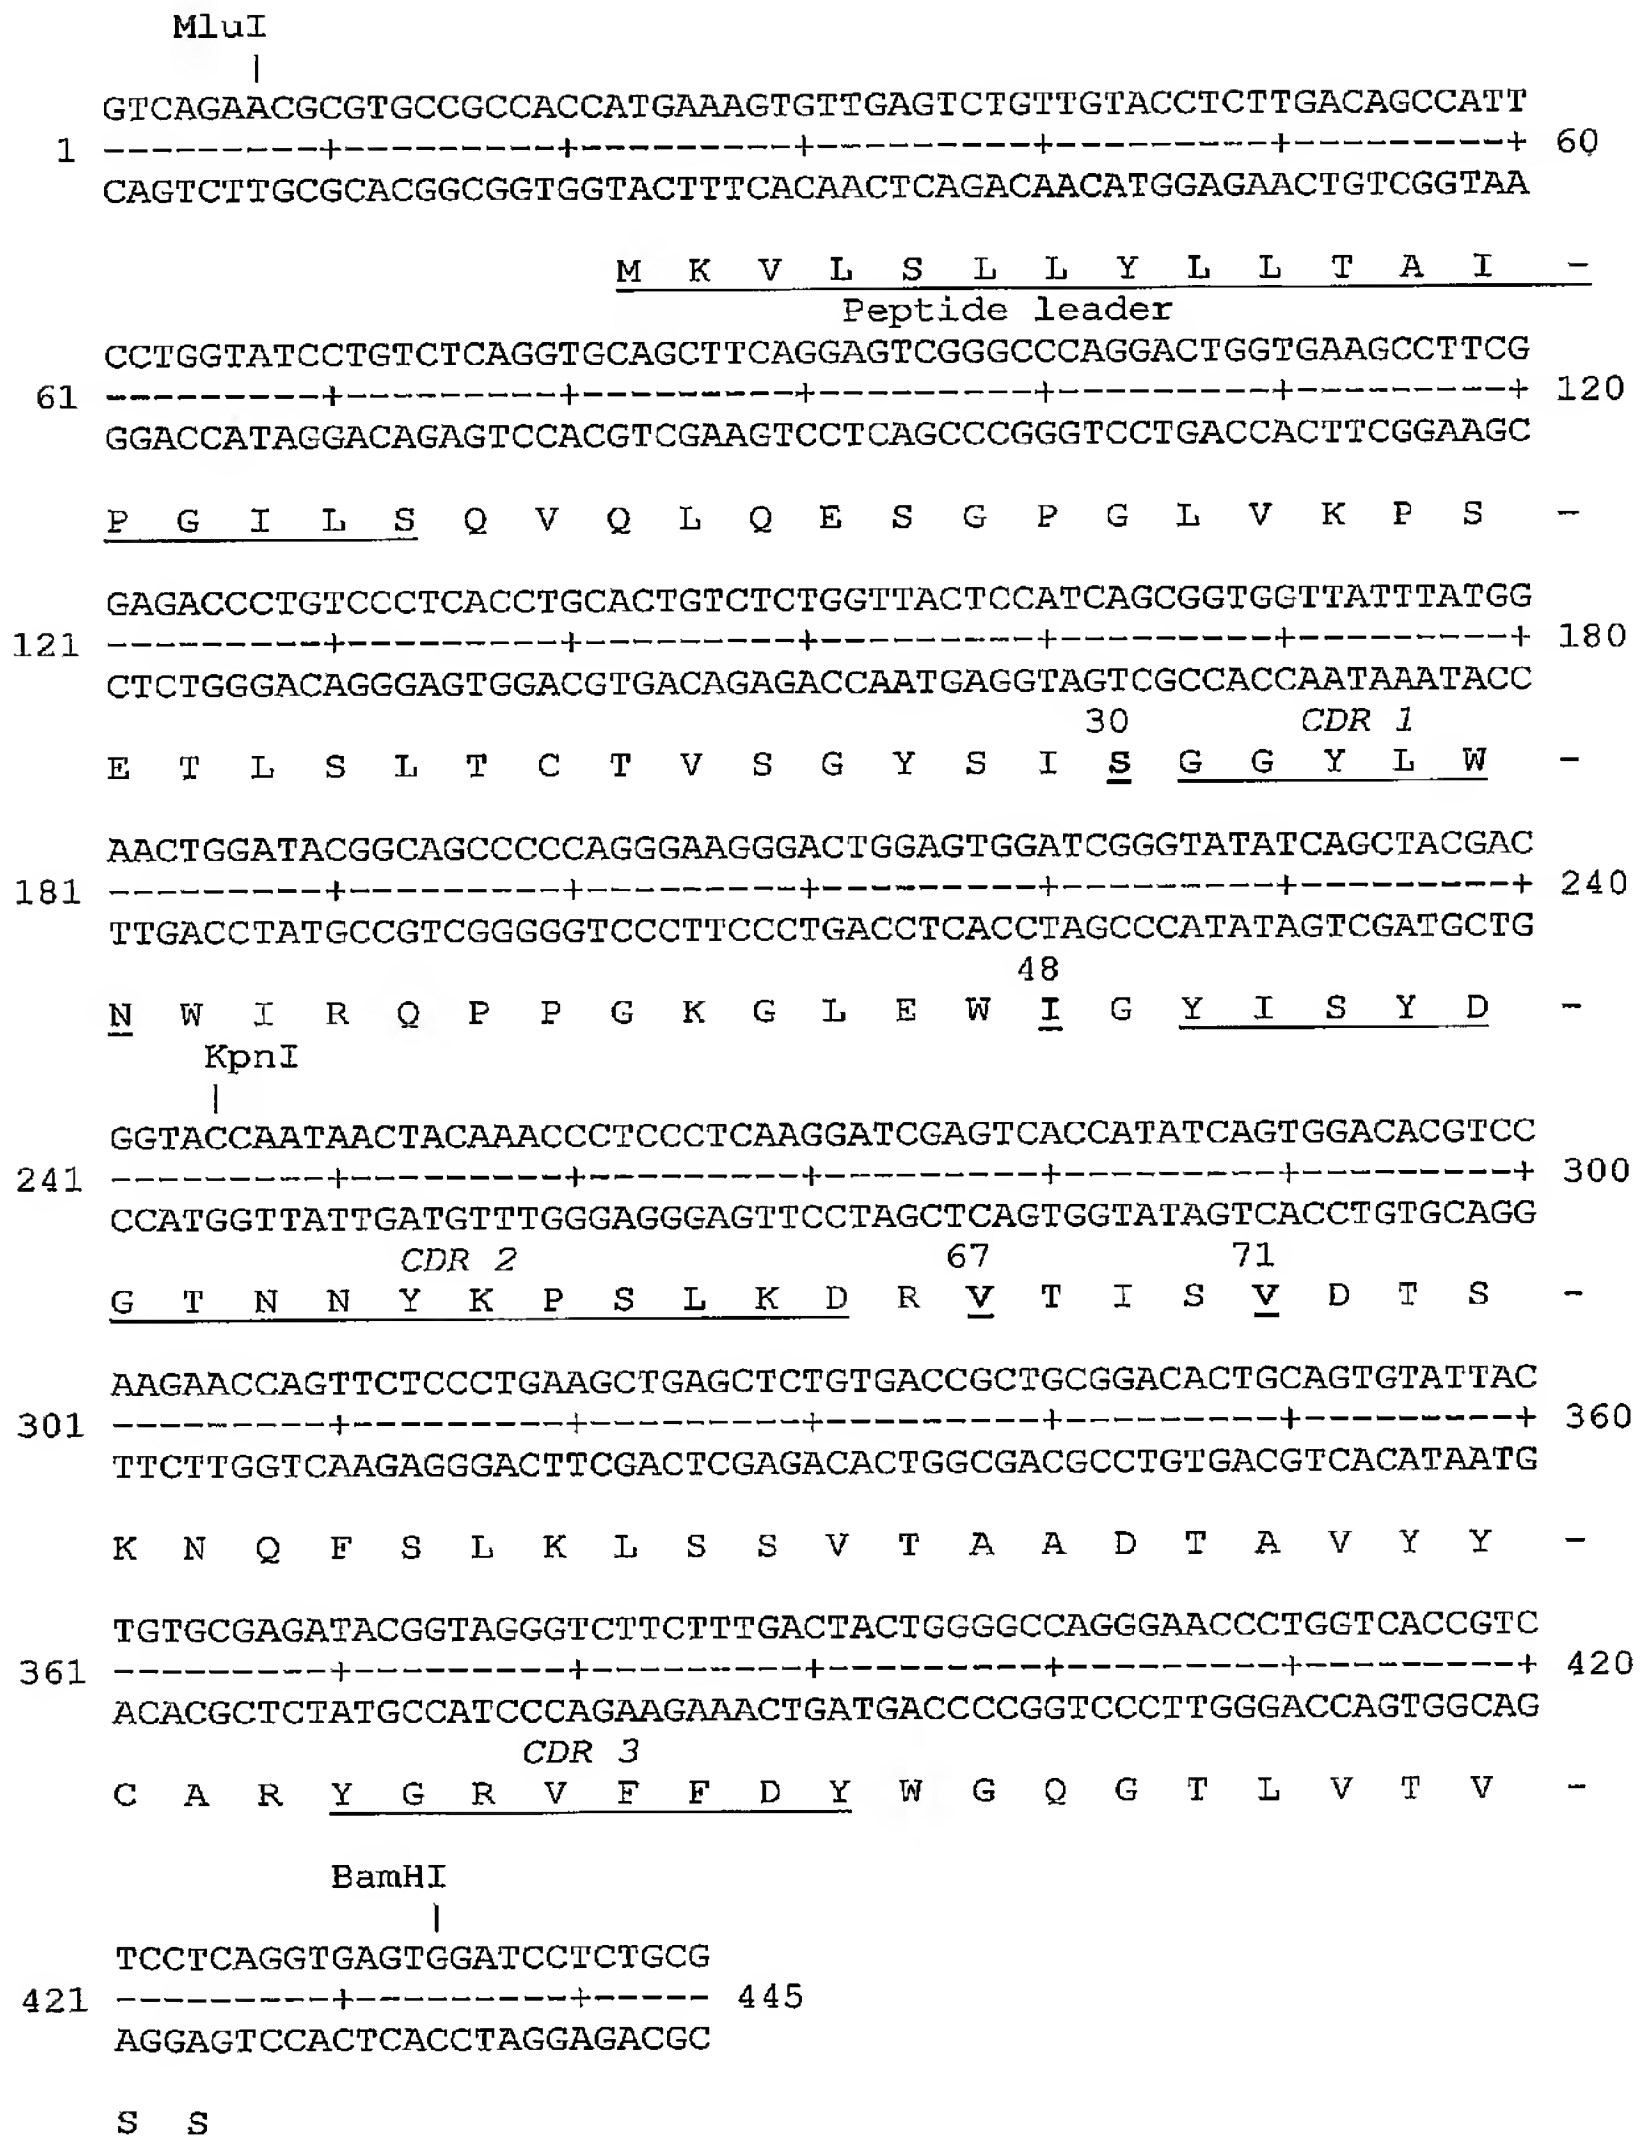 MluI
|
GTCAGAACGCGTGCCGCCACCATGAAAGTGTTGAGTCTGTTGTACCTCTTGACAGCCATT
1 ---------+---------+---------+---------+---------+---------+ 60
CAGTCTTGCGCACGGCGGTGGTACTTTCACAACTCAGACAACATGGAGAACTGTCGGTAA
M K V L S L L Y L L T A I -
Peptide leader
CCTGGTATCCTGTCTCAGGTGCAGCTTCAGGAGTCGGGCCCAGGACTGGTGAAGCCTTCG
61 ---------+---------+---------+---------+---------+---------+ 120
GGACCATAGGACAGAGTCCACGTCGAAGTCCTCAGCCCGGGTCCTGACCACTTCGGAAGC
P G I L S Q V Q L Q E S G P G L V K P S -
GAGACCCTGTCCCTCACCTGCACTGTCTCTGGTTACTCCATCAGCGGTGGTTATTTATGG
121 ---------+---------+---------+---------+---------+---------+ 180
CTCTGGGACAGGGAGTGGACGTGACAGAGACCAATGAGGTAGTCGCCACCAATAAATACC
30 CDR 1
E T L S L T C T V S G Y S I S G G Y L W -
AACTGGATACGGCAGCCCCCAGGGAAGGGACTGGAGTGGATCGGGTATATCAGCTACGAC
181 ---------+---------+---------+---------+---------+---------+ 240
TTGACCTATGCCGTCGGGGGTCCCTTCCCTGACCTCACCTAGCCCATATAGTCGATGCTG
48
N W I R Q P P G K G L E W I G Y I S Y D -
KpnI
|
GGTACCAATAACTACAAACCCTCCCTCAAGGATCGAGTCACCATATCAGTGGACACGTCC
241 ---------+---------+---------+---------+---------+---------+ 300
CCATGGTTATTGATGTTTGGGAGGGAGTTCCTAGCTCAGTGGTATAGTCACCTGTGCAGG
CDR 2 67 71
G T N N Y K P S L K D R V T I S V D T S -
AAGAACCAGTTCTCCCTGAAGCTGAGCTCTGTGACCGCTGCGGACACTGCAGTGTATTAC
301 ---------+---------+---------+---------+---------+---------+ 360
TTCTTGGTCAAGAGGGACTTCGACTCGAGACACTGGCGACGCCTGTGACGTCACATAATG
K N Q F S L K L S S V T A A D T A V Y Y -
TGTGCGAGATACGGTAGGGTCTTCTTTGACTACTGGGGCCAGGGAACCCTGGTCACCGTC
361 ---------+---------+---------+---------+---------+---------+ 420
ACACGCTCTATGCCATCCCAGAAGAAACTGATGACCCCGGTCCCTTGGGACCAGTGGCAG
CDR 3
C A R Y G R V F F D Y W G Q G T L V T V -
BamHI
|
TCCTCAGGTGAGTGGATCCTCTGCG
421 ---------+---------+----- 445
AGGAGTCCACTCACCTAGGAGACGC
S S